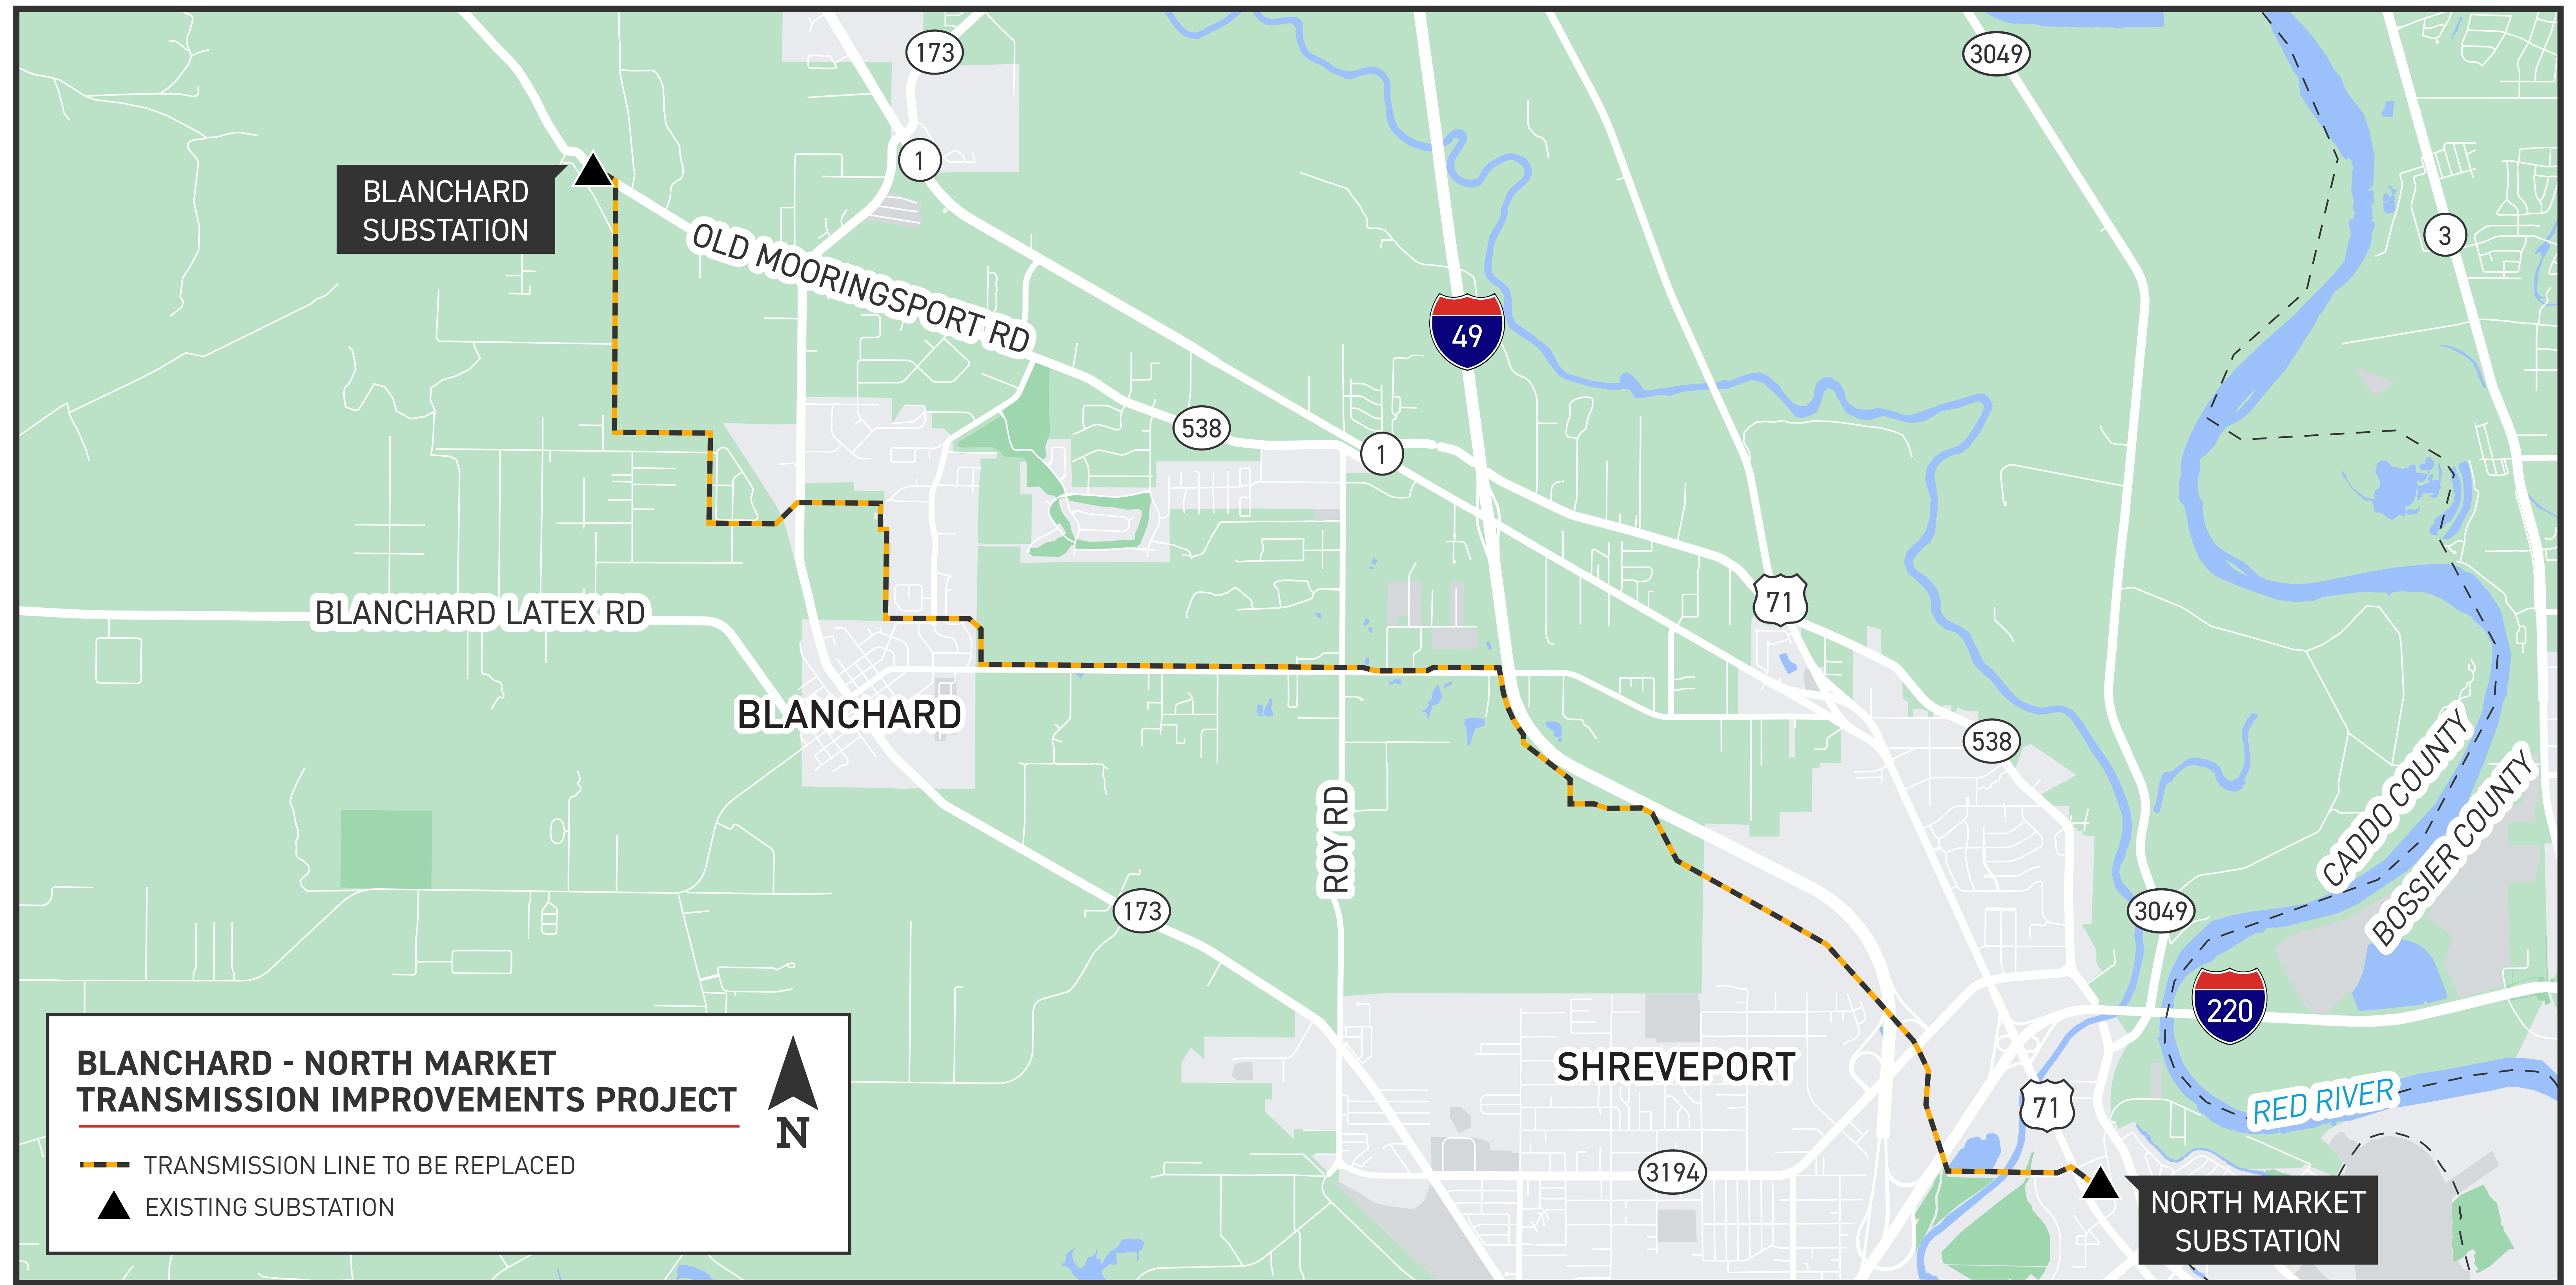 173
3049
1
BLANCHARD
SUBSTATION
3
OLD MOORINGSPORT RD
49
538
1
71
BLANCHARD LATEX RD
BLANCHARD
538
CADDO COUNTY
BOSSIER COUNTY
ROY RD
173
3049
220
SHREVEPORT
71
RED RIVER
3194
NORTH MARKET
SUBSTATION
BLANCHARD - NORTH MARKET
TRANSMISSION IMPROVEMENTS PROJECT
N
TRANSMISSION LINE TO BE REPLACED
EXISTING SUBSTATION